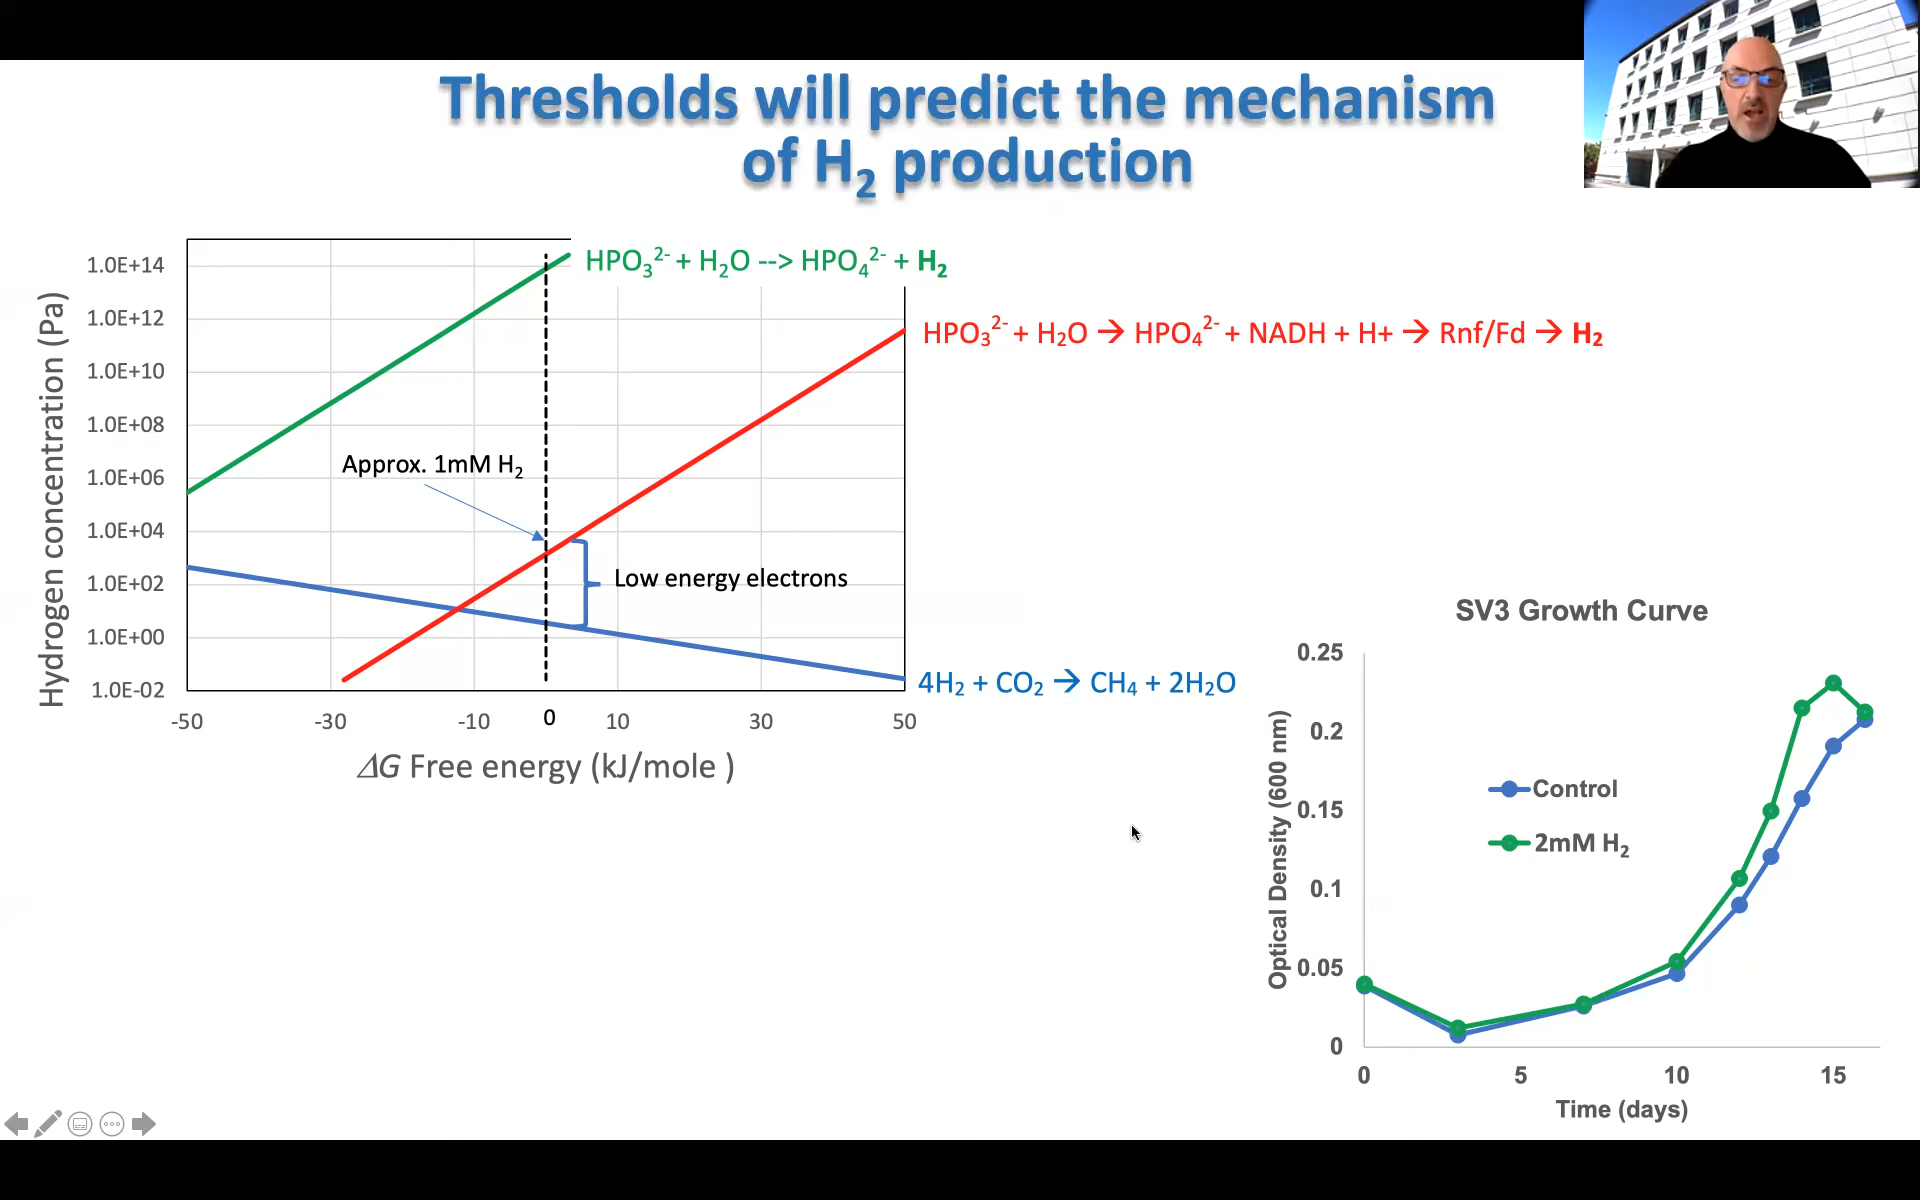 Thresholds will predict the mechanism
of H₂ production
Hydrogen concentration (Pa)
1.0E+14
1.0E+12
1.0E+10
1.0E+08
1.0E+06
1.0E+04
1.0E+02
1.0E+00
1.0E-02
-50
-30
-10
0
10
30
50
ΔG Free energy (kJ/mole )
HPO₃²⁻ + H₂O --> HPO₄²⁻ + H₂
HPO₃²⁻ + H₂O → HPO₄²⁻ + NADH + H+ → Rnf/Fd → H₂
Approx. 1mM H₂
Low energy electrons
4H₂ + CO₂ → CH₄ + 2H₂O
SV3 Growth Curve
Optical Density (600 nm)
0.25
0.2
0.15
0.1
0.05
0
Control
2mM H₂
0
5
10
15
Time (days)